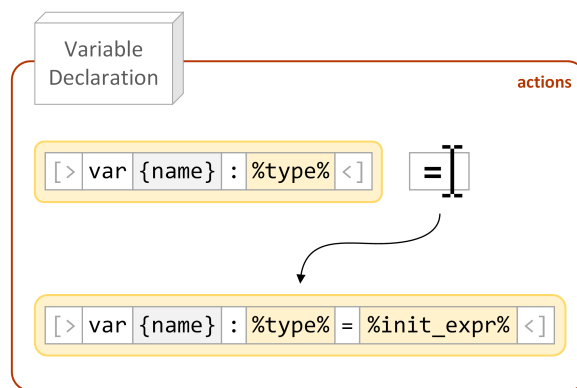 Variable
Declaration
actions
[> var {name} : %type% <] =
[> var {name} : %type% = %init_expr% <]